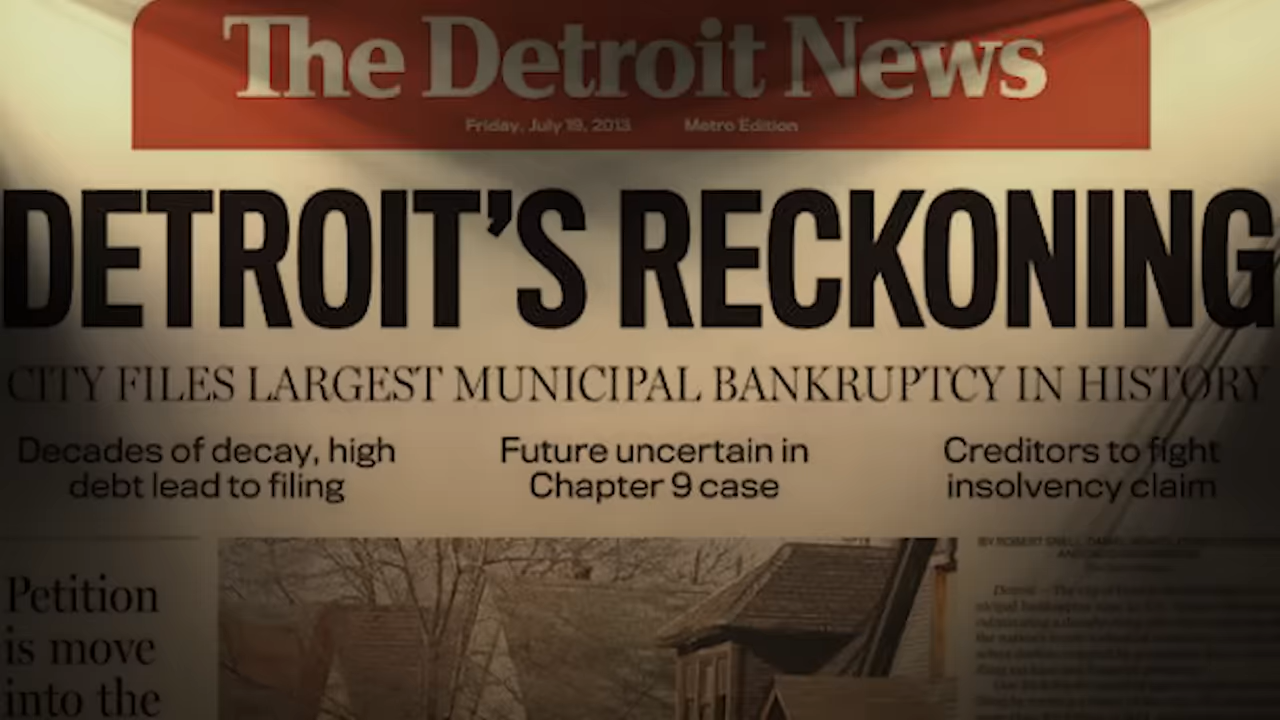 The Detroit News
Friday, July 19, 2013 Metro Edition
DETROIT'S RECKONING
CITY FILES LARGEST MUNICIPAL BANKRUPTCY IN HISTORY
Decades of decay, high
debt lead to filing
Future uncertain in
Chapter 9 case
Creditors to fight
insolvency claim
Petition
is move
into the